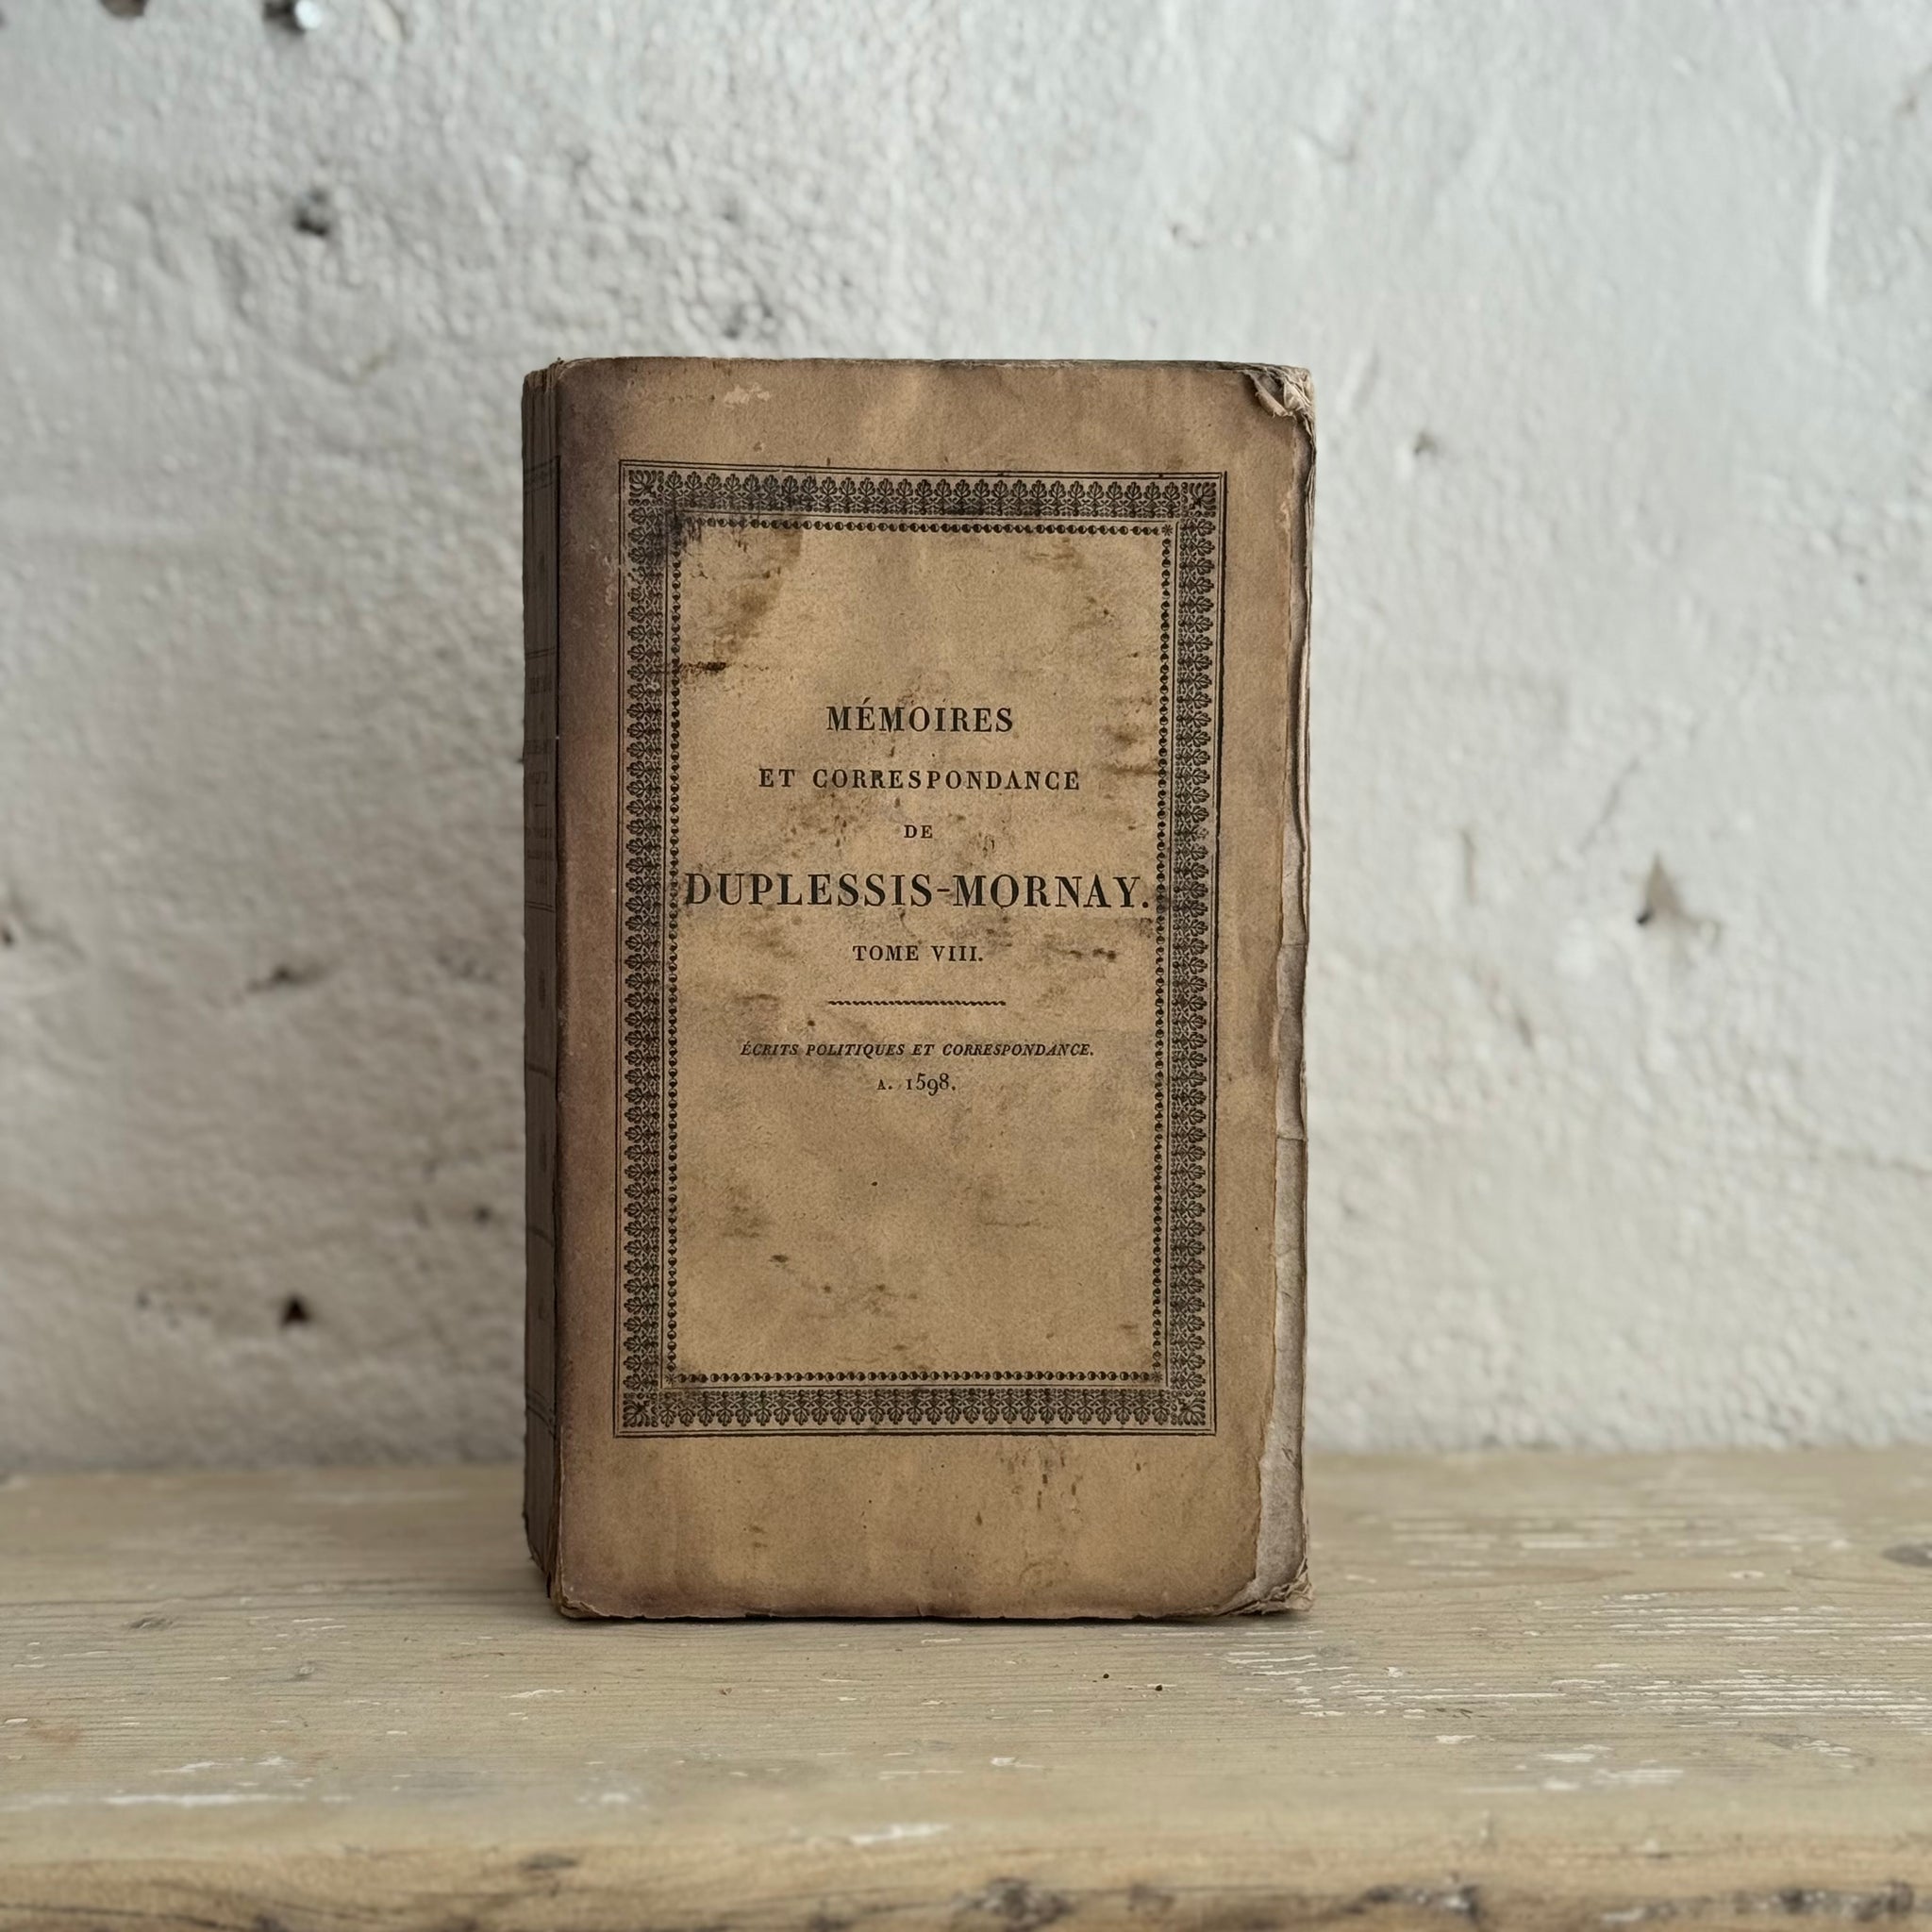 MÉMOIRES
ET CORRESPONDANCE
DE
DUPLESSIS-MORNAY.
TOME VIII.
ÉCRITS POLITIQUES ET CORRESPONDANCE.
A. 1598.